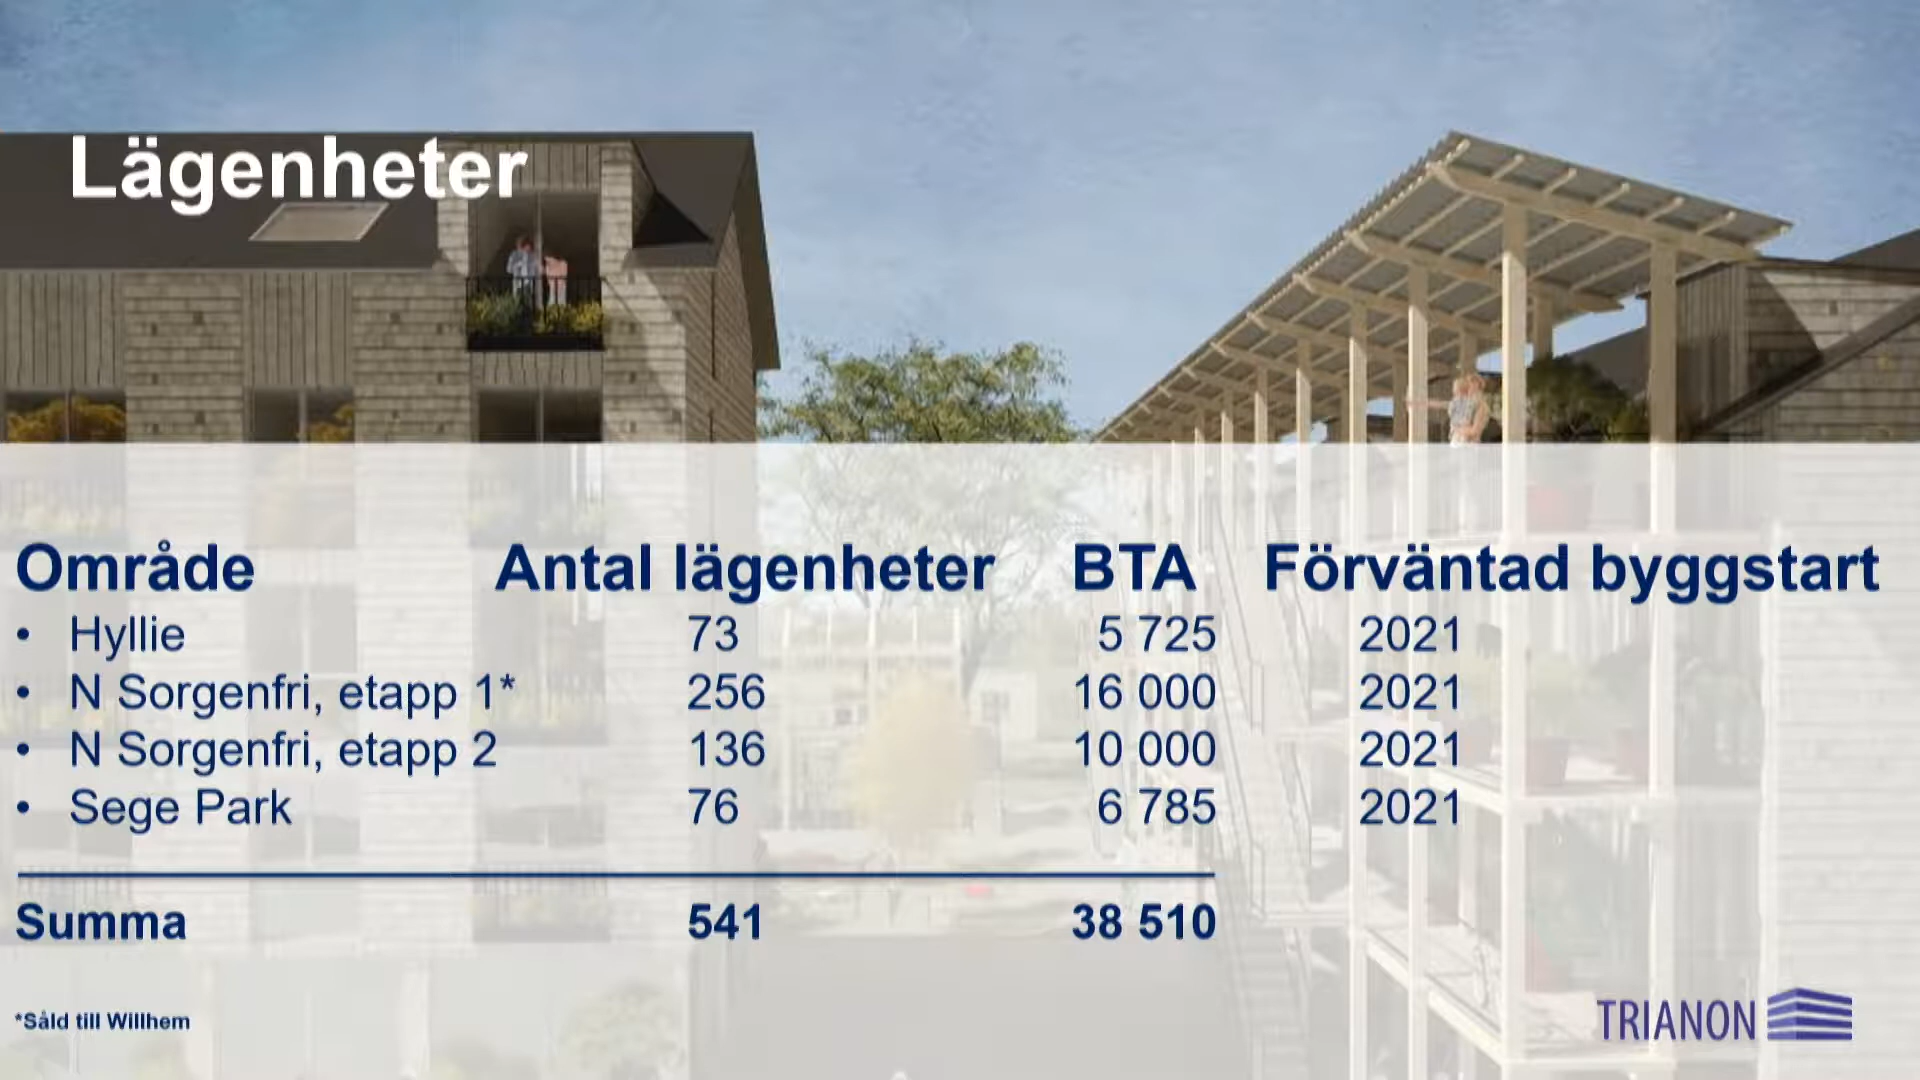 Lägenheter
Område Antal lägenheter BTA Förväntad byggstart
• Hyllie 73 5 725 2021
• N Sorgenfri, etapp 1* 256 16 000 2021
• N Sorgenfri, etapp 2 136 10 000 2021
• Sege Park 76 6 785 2021
Summa 541 38 510
*Såld till Willhem
TRIANON